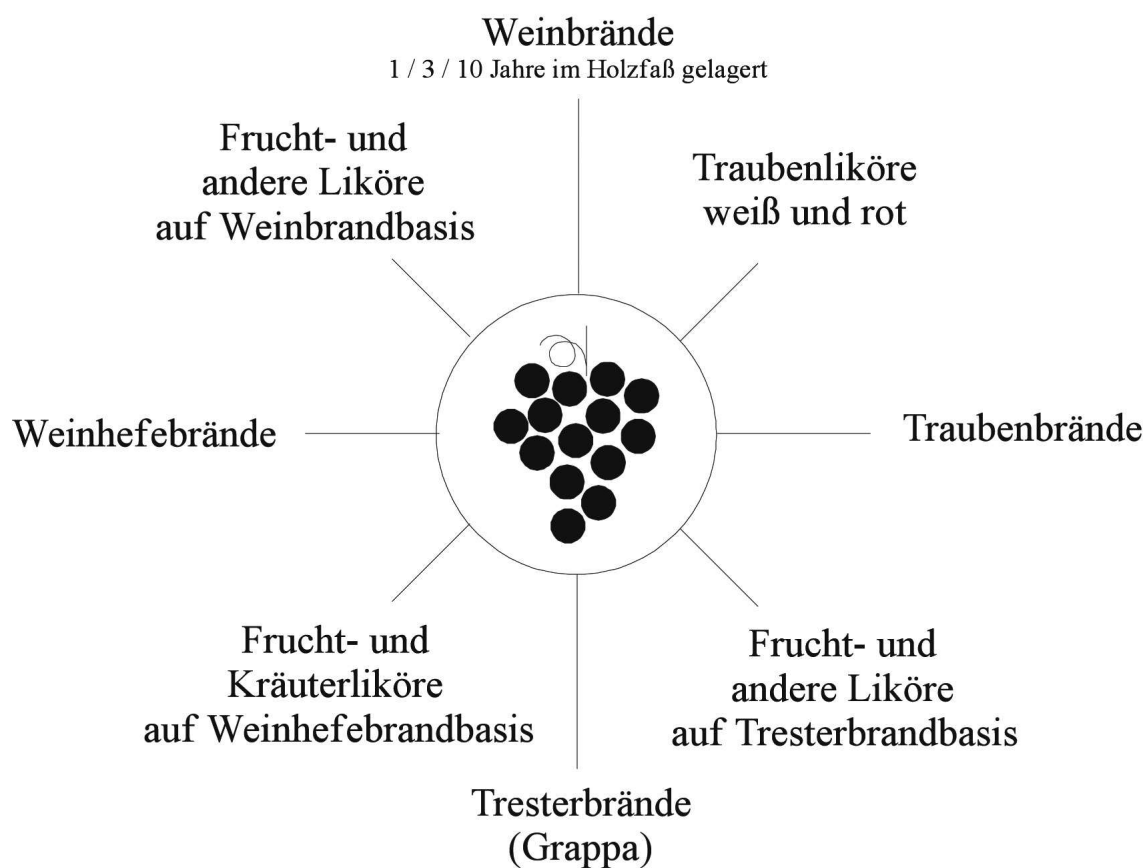 Weinbrände
1 / 3 / 10 Jahre im Holzfaß gelagert
Frucht- und
andere Liköre
auf Weinbrandbasis
Traubenliköre
weiß und rot
Weinhefebrände
Traubenbrände
Frucht- und
Kräuterliköre
auf Weinhefebrandbasis
Frucht- und
andere Liköre
auf Tresterbrandbasis
Tresterbrände
(Grappa)